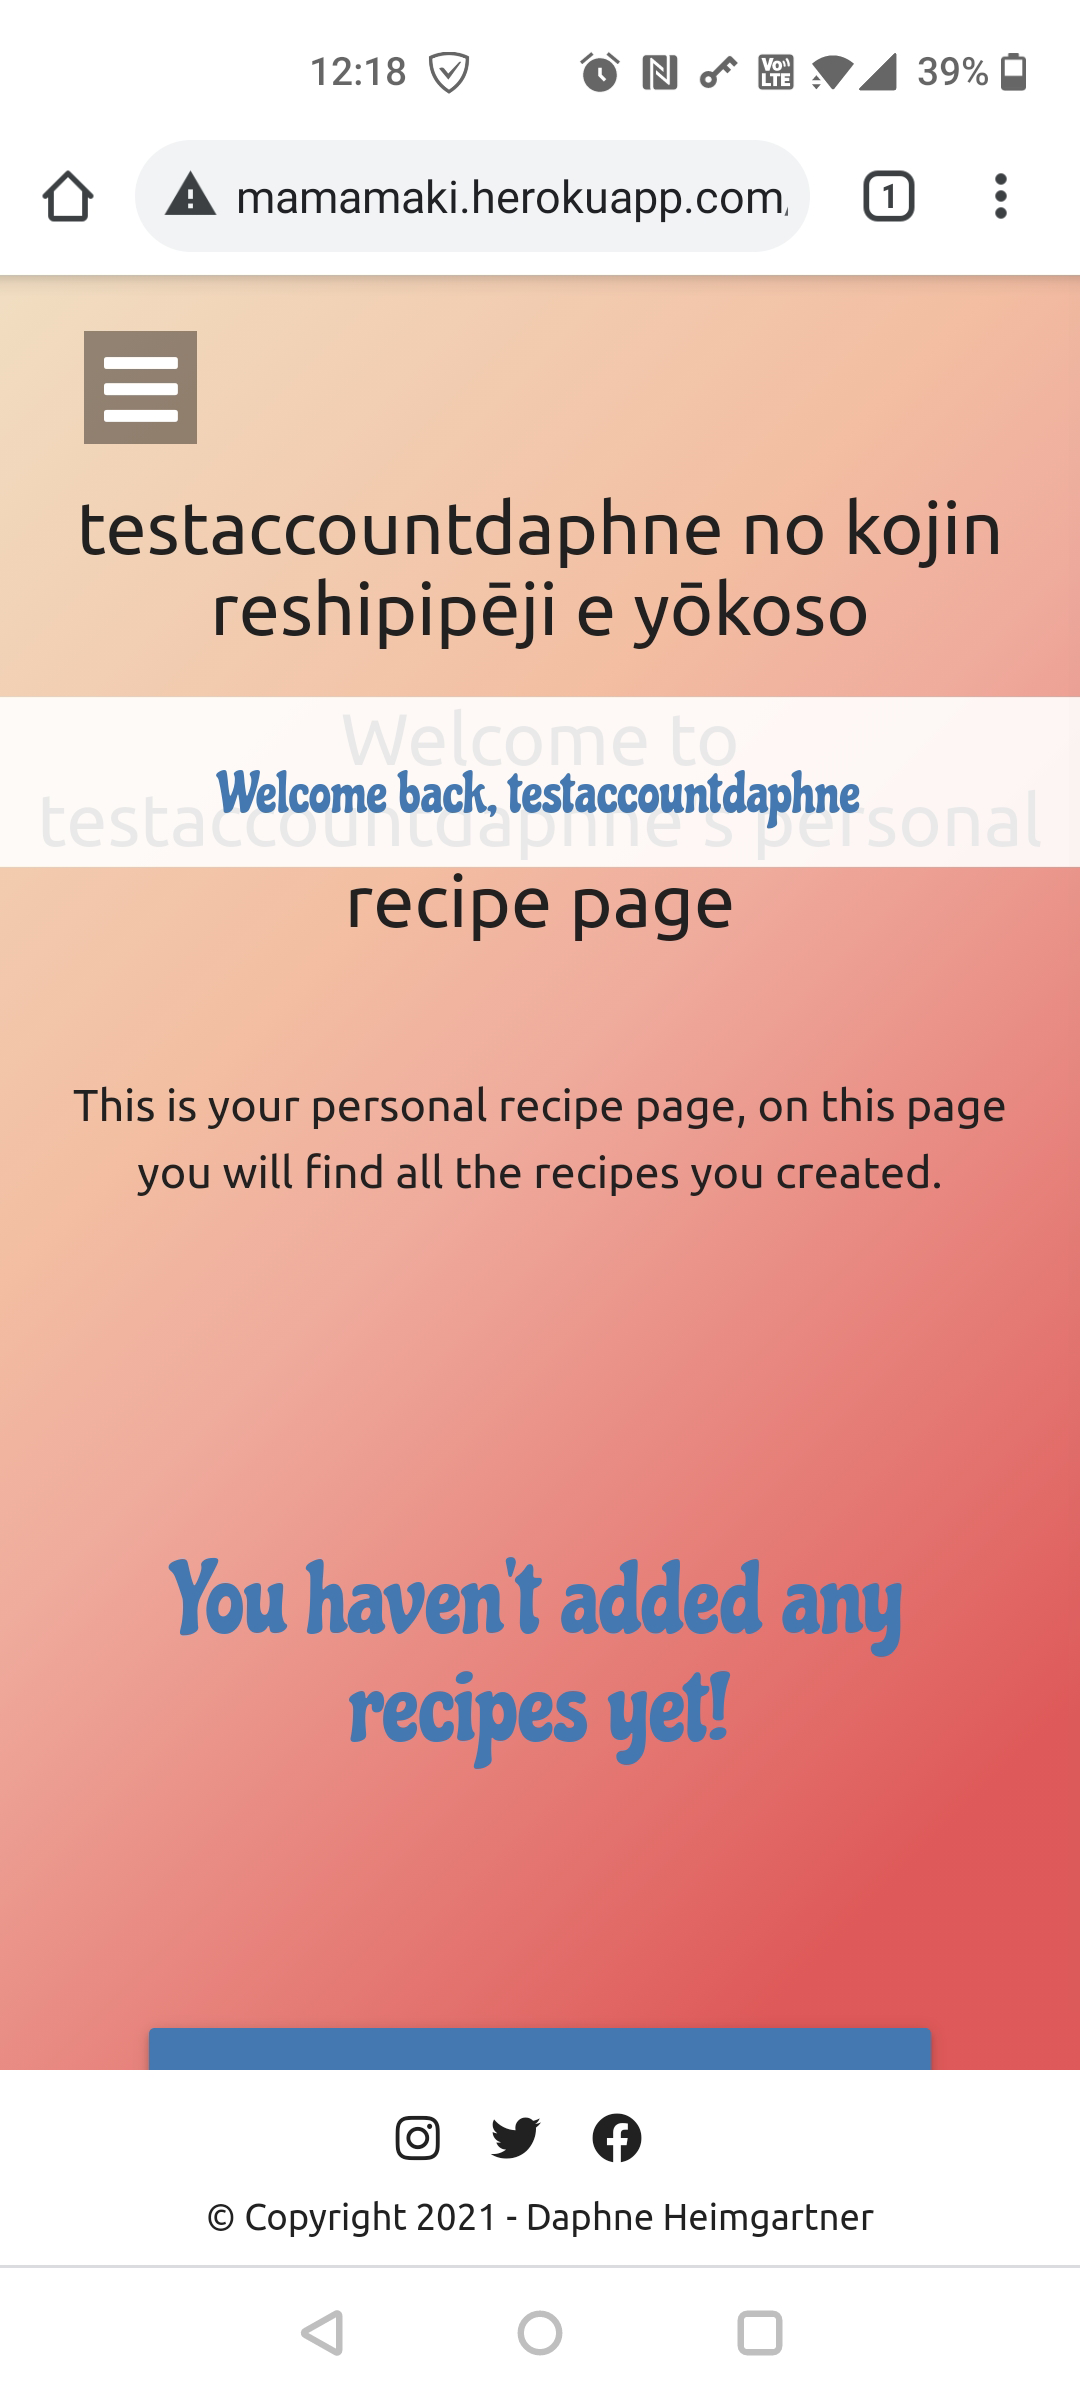 12:18
Vo
LTE
39%
mamamaki.herokuapp.com
1
testaccountdaphne no kojin
reshipipēji e yōkoso
Welcome to
Welcome back, testaccountdaphne
testaccountdaphne's personal
recipe page
This is your personal recipe page, on this page
you will find all the recipes you created.
You haven't added any
recipes yet!
© Copyright 2021 - Daphne Heimgartner